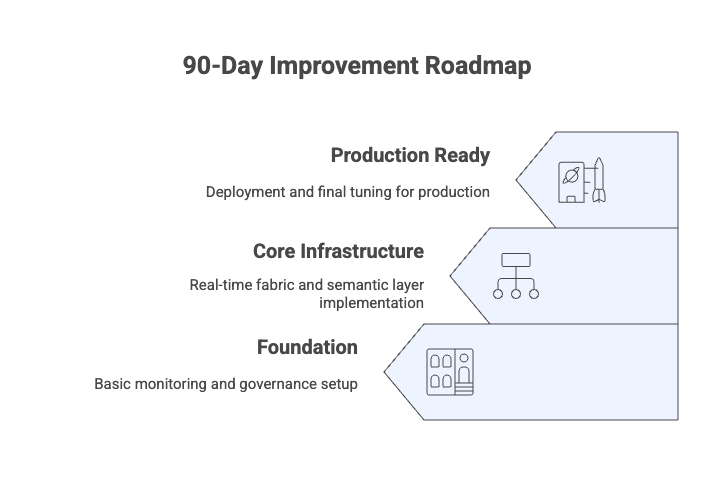 90-Day Improvement Roadmap
Production Ready
Deployment and final tuning for production
Core Infrastructure
Real-time fabric and semantic layer
implementation
Foundation
Basic monitoring and governance setup